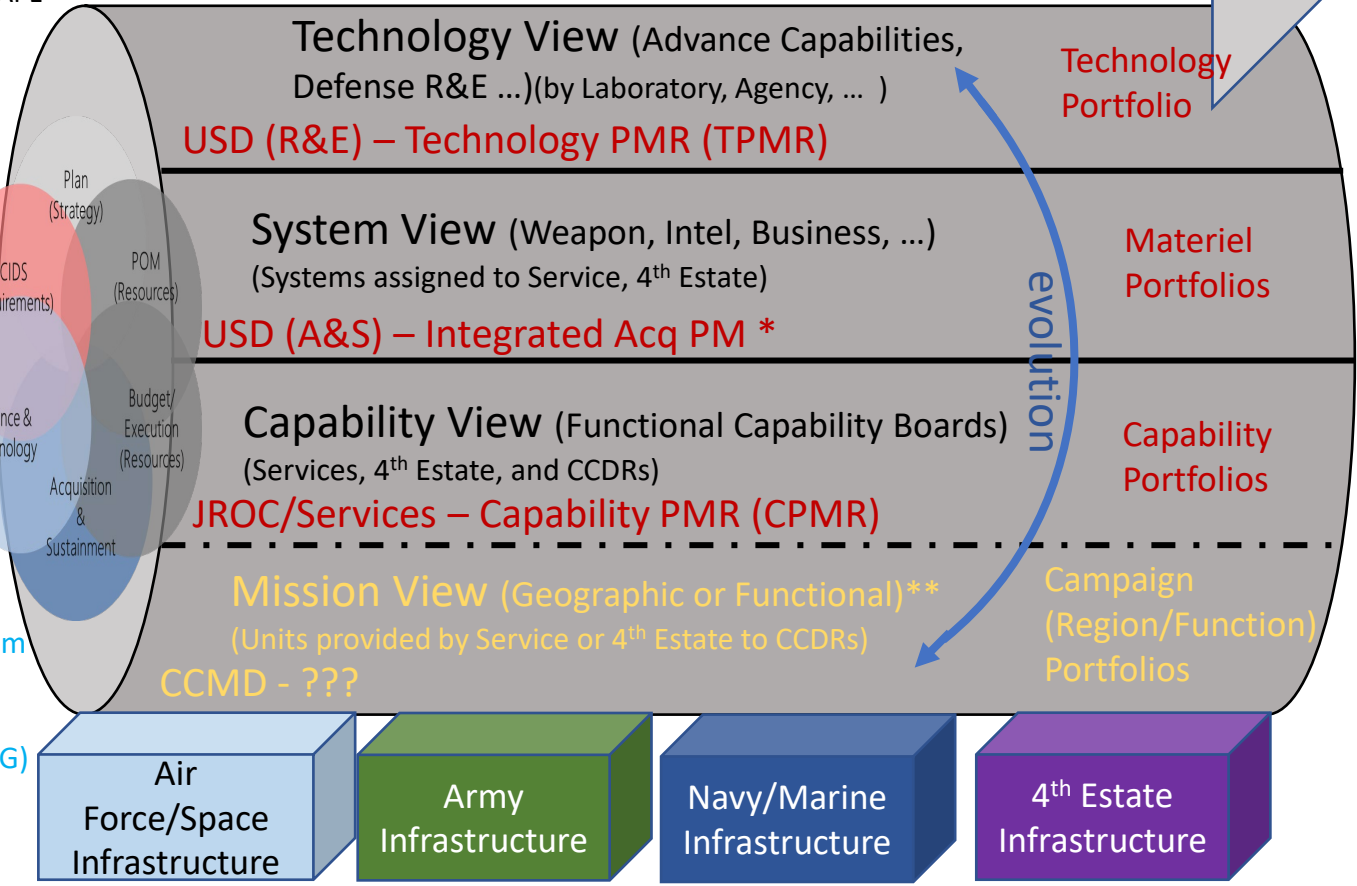 Technology View (Advance Capabilities,
Defense R&E ...)(by Laboratory, Agency, ... )
USD (R&E) – Technology PMR (TPMR)
Technology
Portfolio
Plan
(Strategy)
POM
(Resources)
CIDS
Budget/
Execution
(Resources)
Acquisition
&
Sustainment
System View (Weapon, Intel, Business, ...)
(Systems assigned to Service, 4th Estate)
USD (A&S) – Integrated Acq PM *
Materiel
Portfolios
evolution
Capability View (Functional Capability Boards)
(Services, 4th Estate, and CCDRs)
JROC/Services – Capability PMR (CPMR)
Capability
Portfolios
Mission View (Geographic or Functional)**
(Units provided by Service or 4th Estate to CCDRs)
CCMD - ???
Campaign
(Region/Function)
Portfolios
m
G)
Air
Force/Space
Infrastructure
Army
Infrastructure
Navy/Marine
Infrastructure
4th Estate
Infrastructure